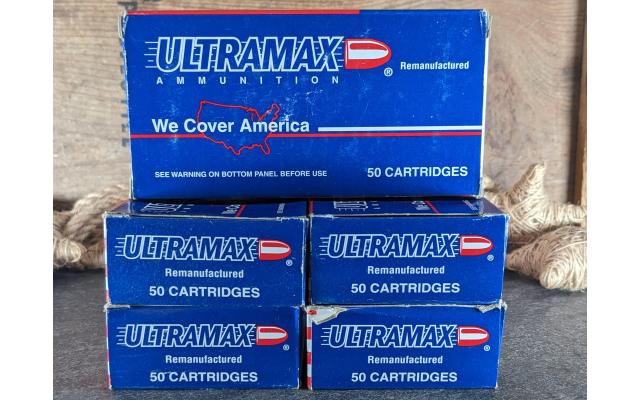 ULTRAMAX
AMMUNITION
® Remanufactured
We Cover America
SEE WARNING ON BOTTOM PANEL BEFORE USE
50 CARTRIDGES
ULTRAMAX®
Remanufactured
50 CARTRIDGES
ULTRAMAX®
Remanufactured
50 CARTRIDGES
ULTRAMAX®
Remanufactured
50 CARTRIDGES
ULTRAMAX®
Remanufactured
50 CARTRIDGES